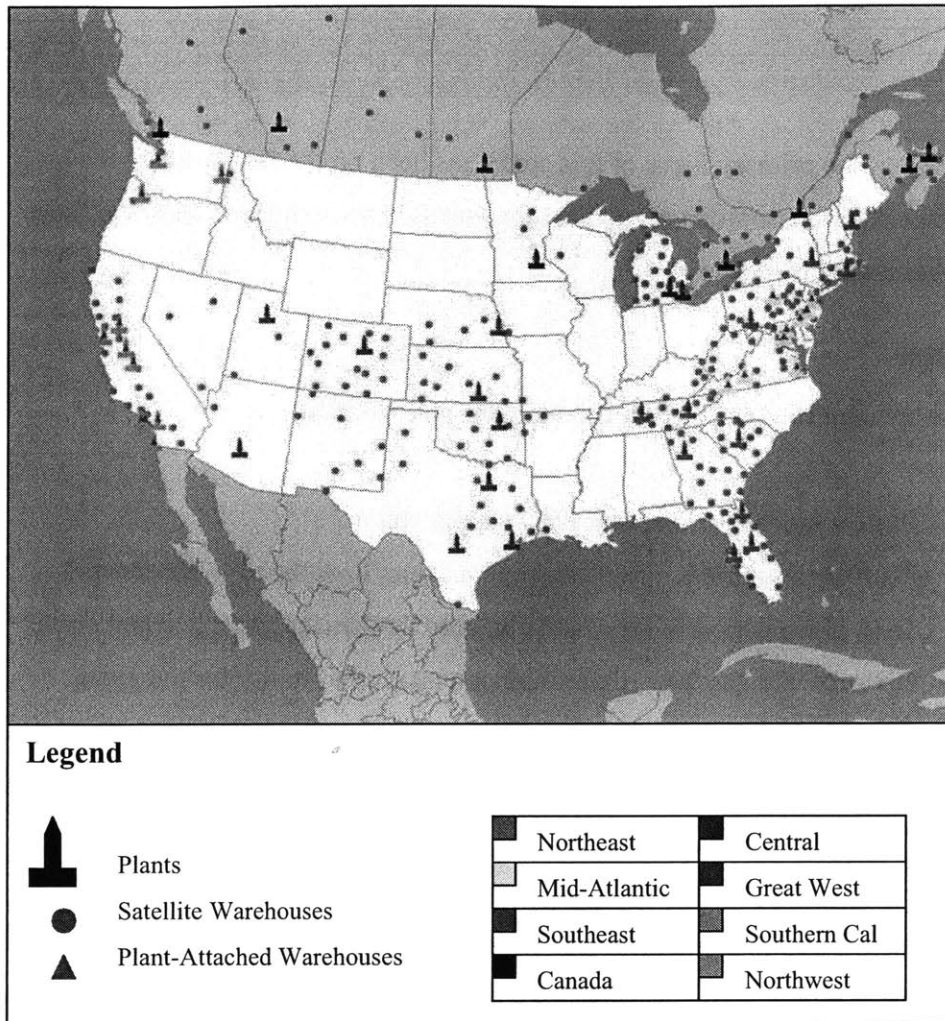 Legend
Plants
Satellite Warehouses
Plant-Attached Warehouses
Northeast Central
Mid-Atlantic Great West
Southeast Southern Cal
Canada Northwest